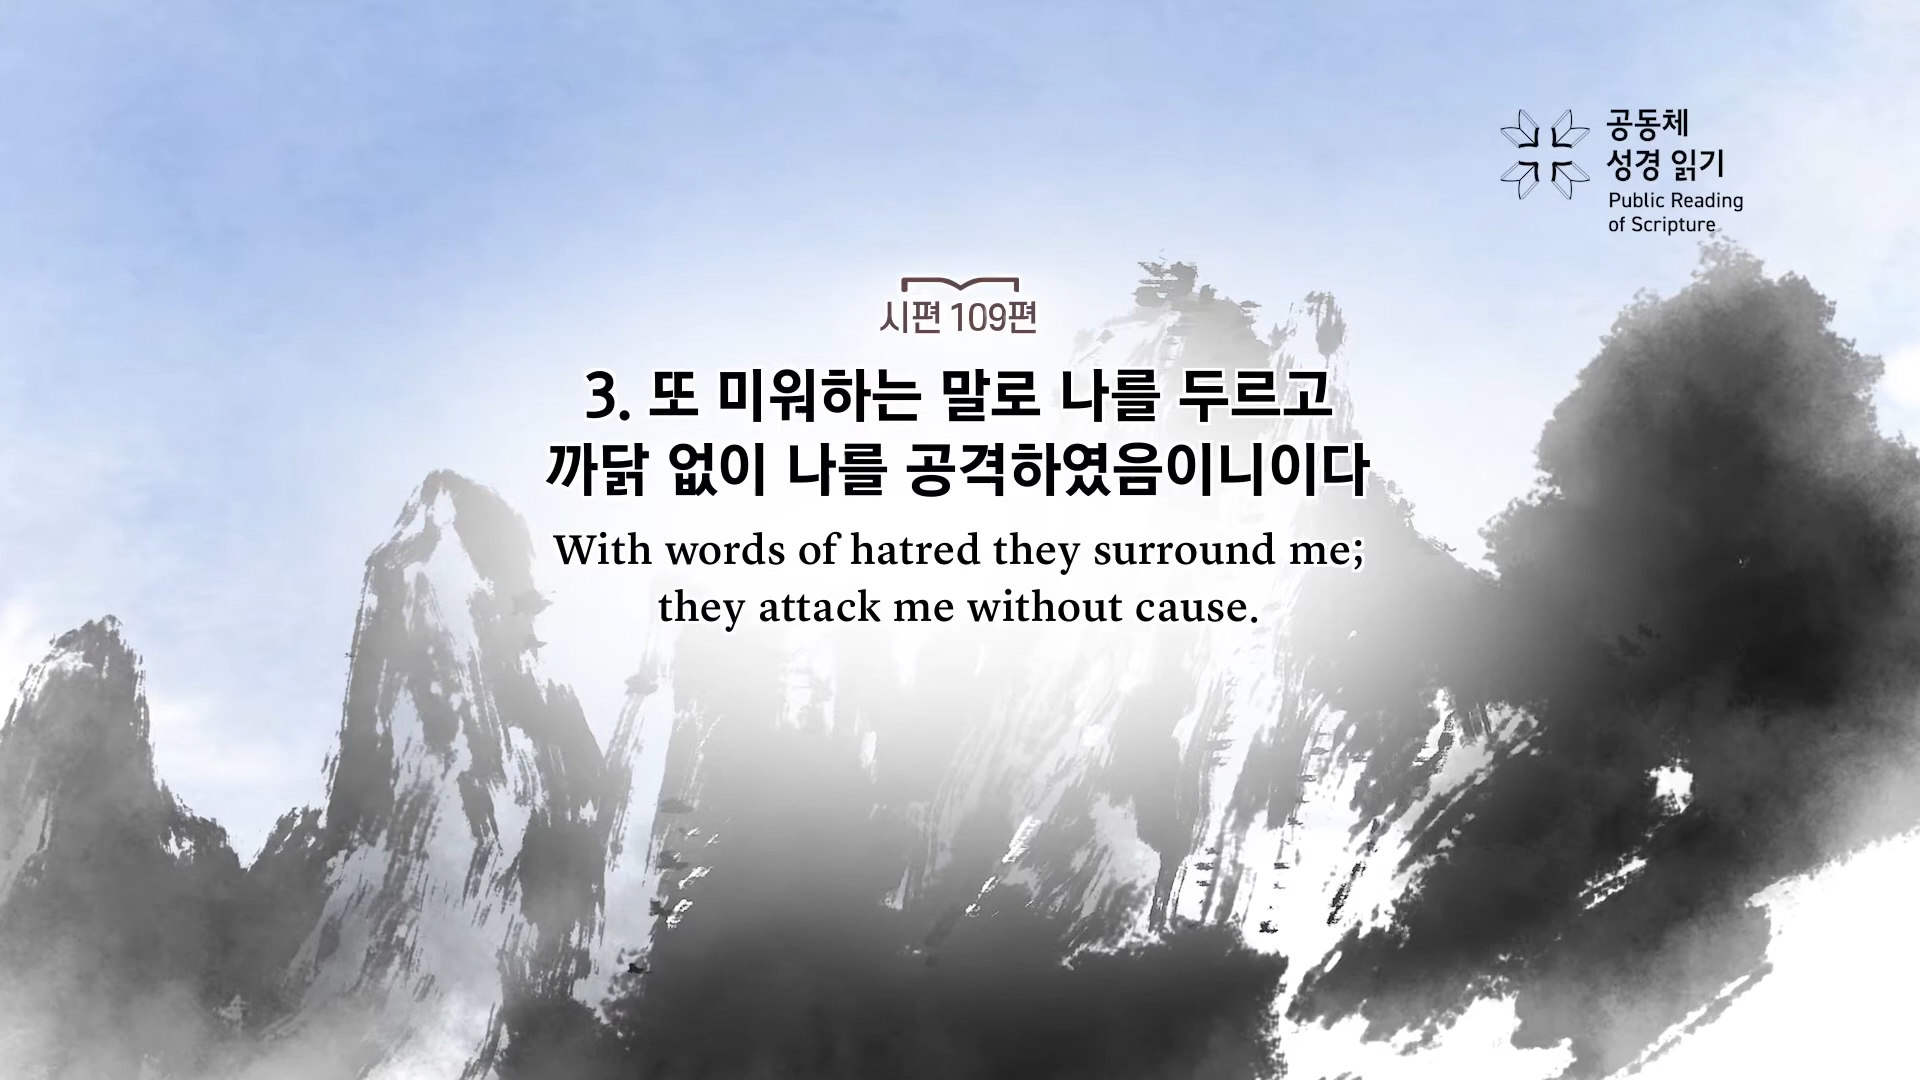 공동체
성경 읽기
Public Reading
of Scripture
시편 109편
3. 또 미워하는 말로 나를 두르고
까닭 없이 나를 공격하였음이니이다
With words of hatred they surround me;
they attack me without cause.